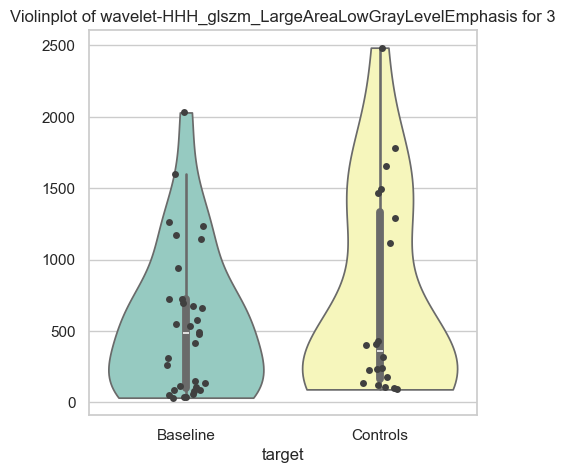 Violinplot of wavelet-HHH_glszm_LargeAreaLowGrayLevelEmphasis for 3
2500
2000
1500
1000
500
0
Baseline
Controls
target